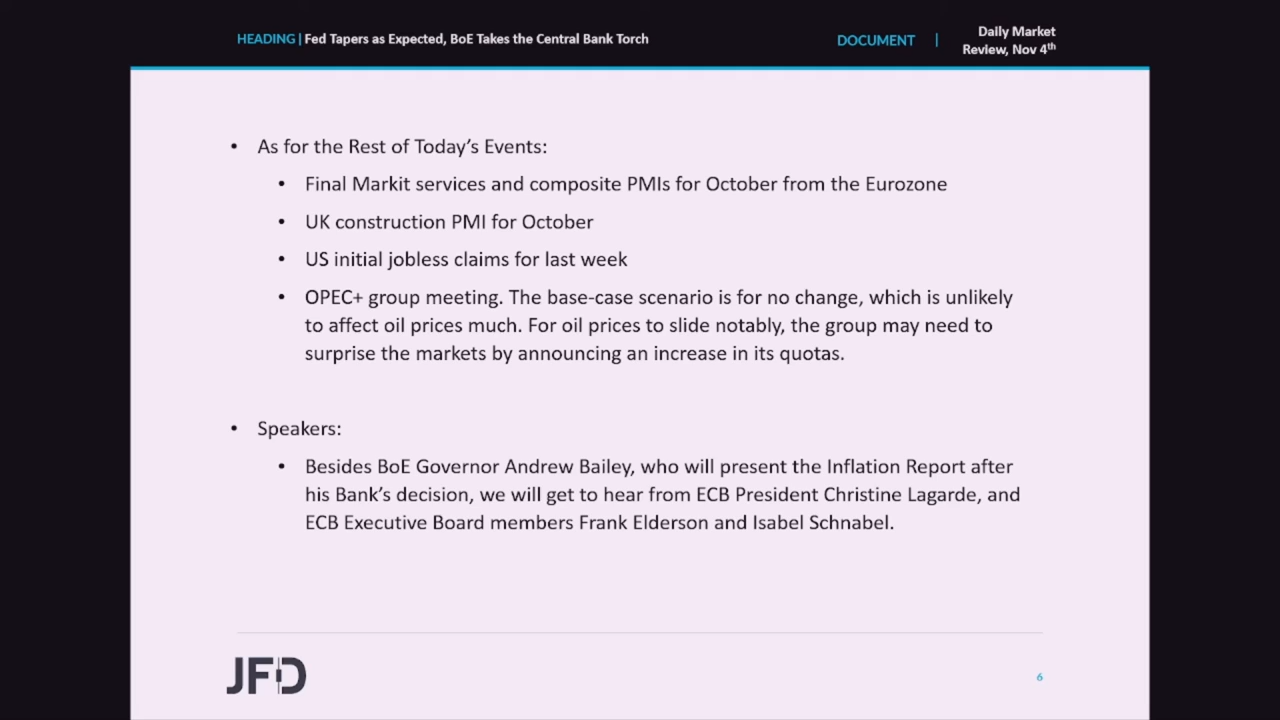 HEADING | Fed Tapers as Expected, BoE Takes the Central Bank Torch
DOCUMENT | Daily Market
Review, Nov 4th
• As for the Rest of Today's Events:
• Final Markit services and composite PMIs for October from the Eurozone
• UK construction PMI for October
• US initial jobless claims for last week
• OPEC+ group meeting. The base-case scenario is for no change, which is unlikely
to affect oil prices much. For oil prices to slide notably, the group may need to
surprise the markets by announcing an increase in its quotas.
• Speakers:
• Besides BoE Governor Andrew Bailey, who will present the Inflation Report after
his Bank's decision, we will get to hear from ECB President Christine Lagarde, and
ECB Executive Board members Frank Elderson and Isabel Schnabel.
JFD
6